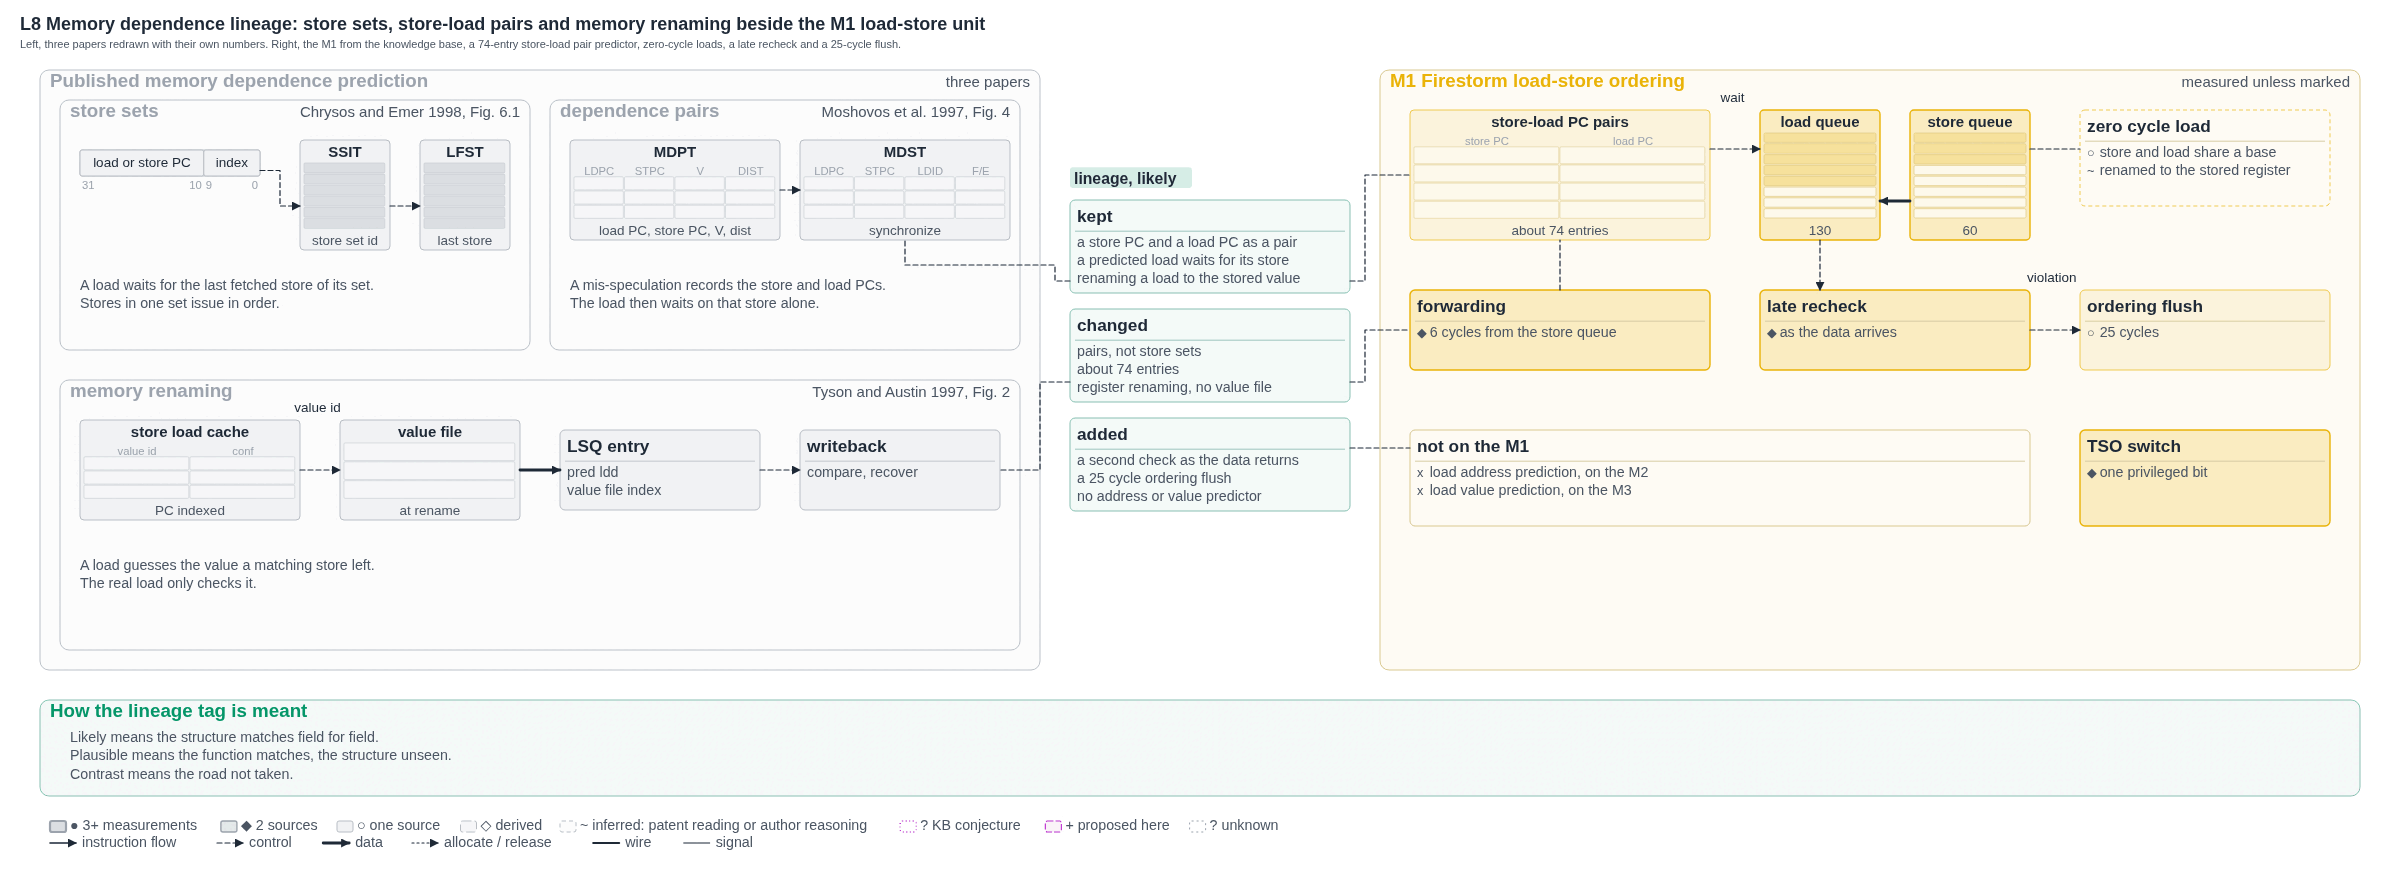 L8 Memory dependence lineage: store sets, store-load pairs and memory renaming beside the M1 load-store unit
Left, three papers redrawn with their own numbers. Right, the M1 from the knowledge base, a 74-entry store-load pair predictor, zero-cycle loads, a late recheck and a 25-cycle flush.
Published memory dependence prediction
three papers
store sets
Chrysos and Emer 1998, Fig. 6.1
load or store PC
index
31
10
9
0
SSIT
store set id
LFST
last store
A load waits for the last fetched store of its set.
Stores in one set issue in order.
dependence pairs
Moshovos et al. 1997, Fig. 4
MDPT
LDPC
STPC
V
DIST
load PC, store PC, V, dist
MDST
LDPC
STPC
LDID
F/E
synchronize
A mis-speculation records the store and load PCs.
The load then waits on that store alone.
memory renaming
Tyson and Austin 1997, Fig. 2
value id
store load cache
value id
conf
PC indexed
value file
at rename
LSQ entry
pred ldd
value file index
writeback
compare, recover
A load guesses the value a matching store left.
The real load only checks it.
lineage, likely
kept
a store PC and a load PC as a pair
a predicted load waits for its store
renaming a load to the stored value
changed
pairs, not store sets
about 74 entries
register renaming, no value file
added
a second check as the data returns
a 25 cycle ordering flush
no address or value predictor
M1 Firestorm load-store ordering
measured unless marked
wait
store-load PC pairs
store PC
load PC
about 74 entries
load queue
130
store queue
60
zero cycle load
○ store and load share a base
~ renamed to the stored register
violation
forwarding
◆ 6 cycles from the store queue
late recheck
◆ as the data arrives
ordering flush
○ 25 cycles
not on the M1
x load address prediction, on the M2
x load value prediction, on the M3
TSO switch
◆ one privileged bit
How the lineage tag is meant
Likely means the structure matches field for field.
Plausible means the function matches, the structure unseen.
Contrast means the road not taken.
● 3+ measurements
◆ 2 sources
○ one source
◇ derived
~ inferred: patent reading or author reasoning
? KB conjecture
+ proposed here
? unknown
instruction flow
control
data
allocate / release
wire
signal